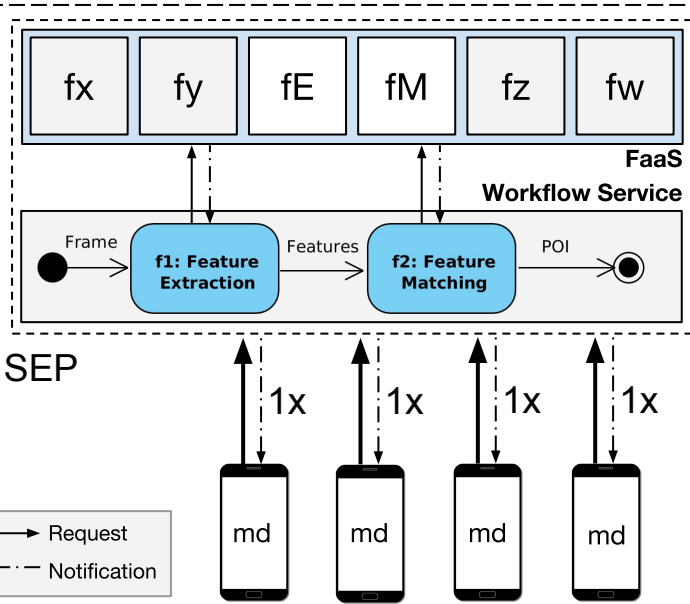 fx fy fE fM fz fw
FaaS
Workflow Service
Frame
f1: Feature
Extraction
Features
f2: Feature
Matching
POI
SEP
1x 1x 1x 1x
md md md md
Request
Notification